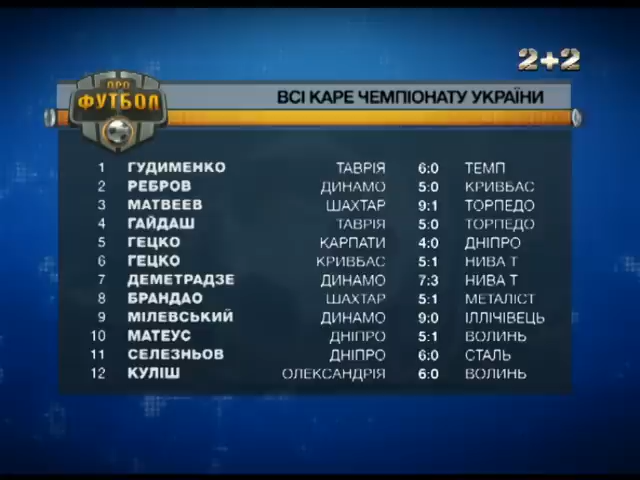 2+2
ПРО
ФУТБОЛ
ВСІ КАРЕ ЧЕМПІОНАТУ УКРАЇНИ
1 ГУДИМЕНКО ТАВРІЯ 6:0 ТЕМП
2 РЕБРОВ ДИНАМО 5:0 КРИВБАС
3 МАТВЕЕВ ШАХТАР 9:1 ТОРПЕДО
4 ГАЙДАШ ТАВРІЯ 5:0 ТОРПЕДО
5 ГЕЦКО КАРПАТИ 4:0 ДНІПРО
6 ГЕЦКО КРИВБАС 5:1 НИВА Т
7 ДЕМЕТРАДЗЕ ДИНАМО 7:3 НИВА Т
8 БРАНДАО ШАХТАР 5:1 МЕТАЛІСТ
9 МІЛЕВСЬКИЙ ДИНАМО 9:0 ІЛЛІЧІВЕЦЬ
10 МАТЕУС ДНІПРО 5:1 ВОЛИНЬ
11 СЕЛЕЗНЬОВ ДНІПРО 6:0 СТАЛЬ
12 КУЛІШ ОЛЕКСАНДРІЯ 6:0 ВОЛИНЬ